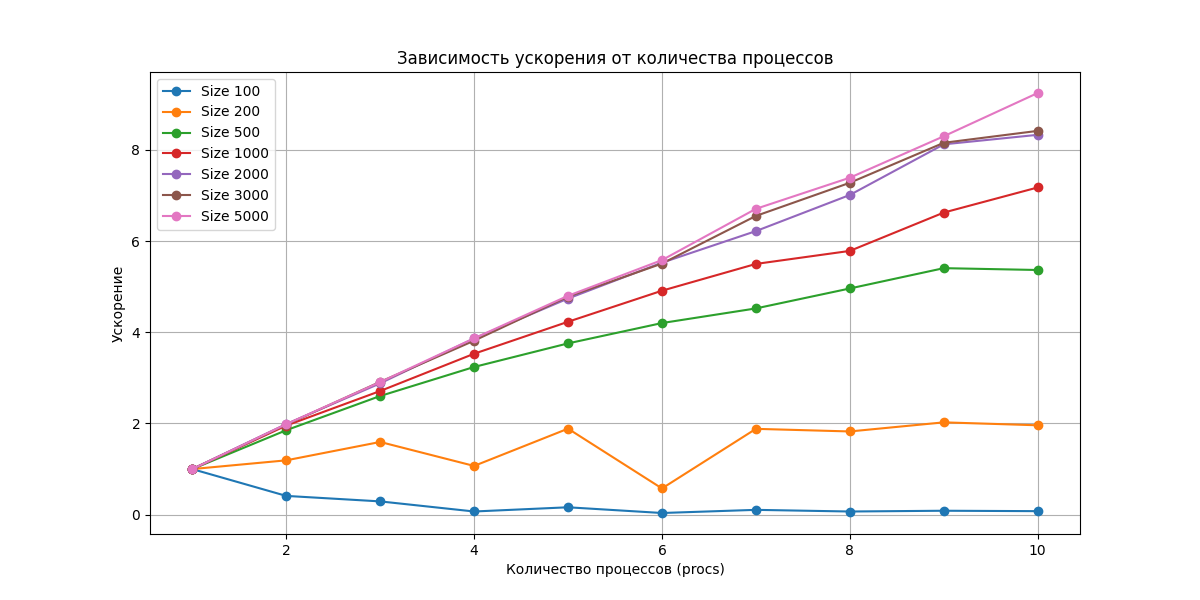 Зависимость ускорения от количества процессов
Size 100
Size 200
Size 500
Size 1000
Size 2000
Size 3000
Size 5000
Ускорение
8
6
4
2
0
2 4 6 8 10
Количество процессов (procs)